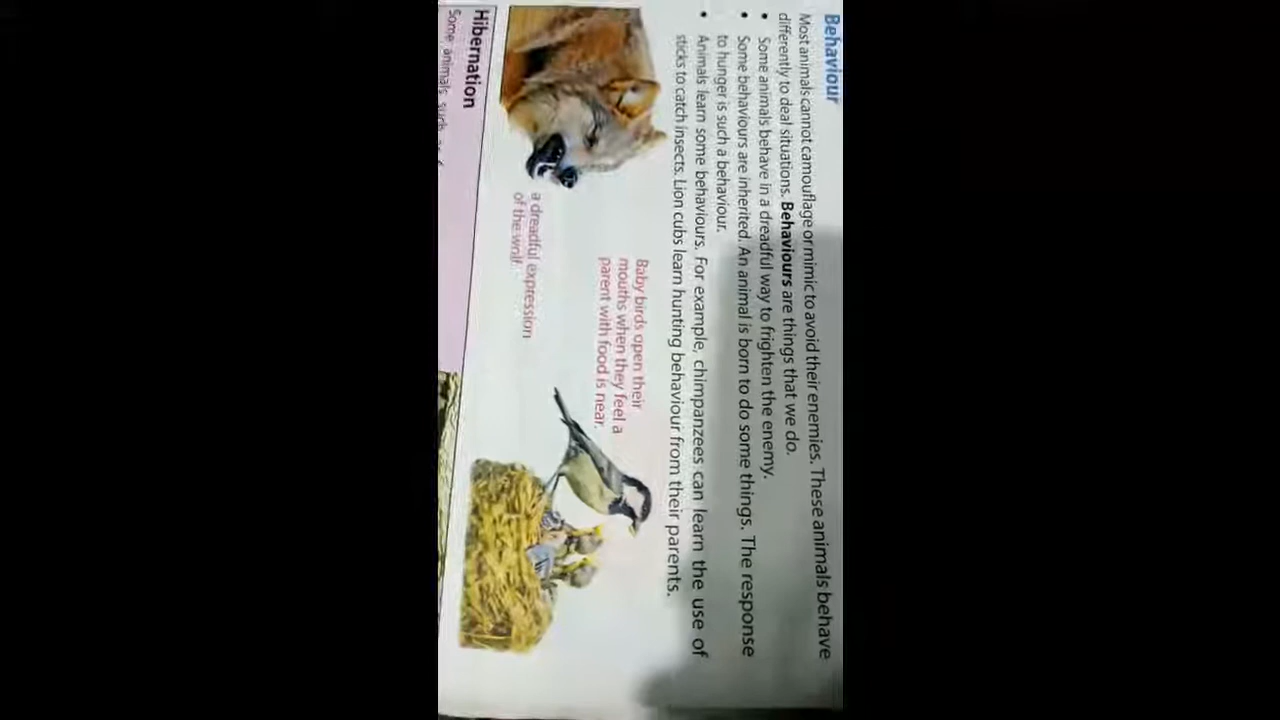 Behaviour
Most animals cannot camouflage or mimic to avoid their enemies. These animals behave
differently to deal situations. Behaviours are things that we do.
• Some animals behave in a dreadful way to frighten the enemy.
• Some behaviours are inherited. An animal is born to do some things. The response
to hunger is such a behaviour.
• Animals learn some behaviours. For example, chimpanzees can learn the use of
sticks to catch insects. Lion cubs learn hunting behaviour from their parents.
Baby birds open their
mouths when they feel a
parent with food is near.
a dreadful expression
of the wolf
Hibernation
Some animals such as